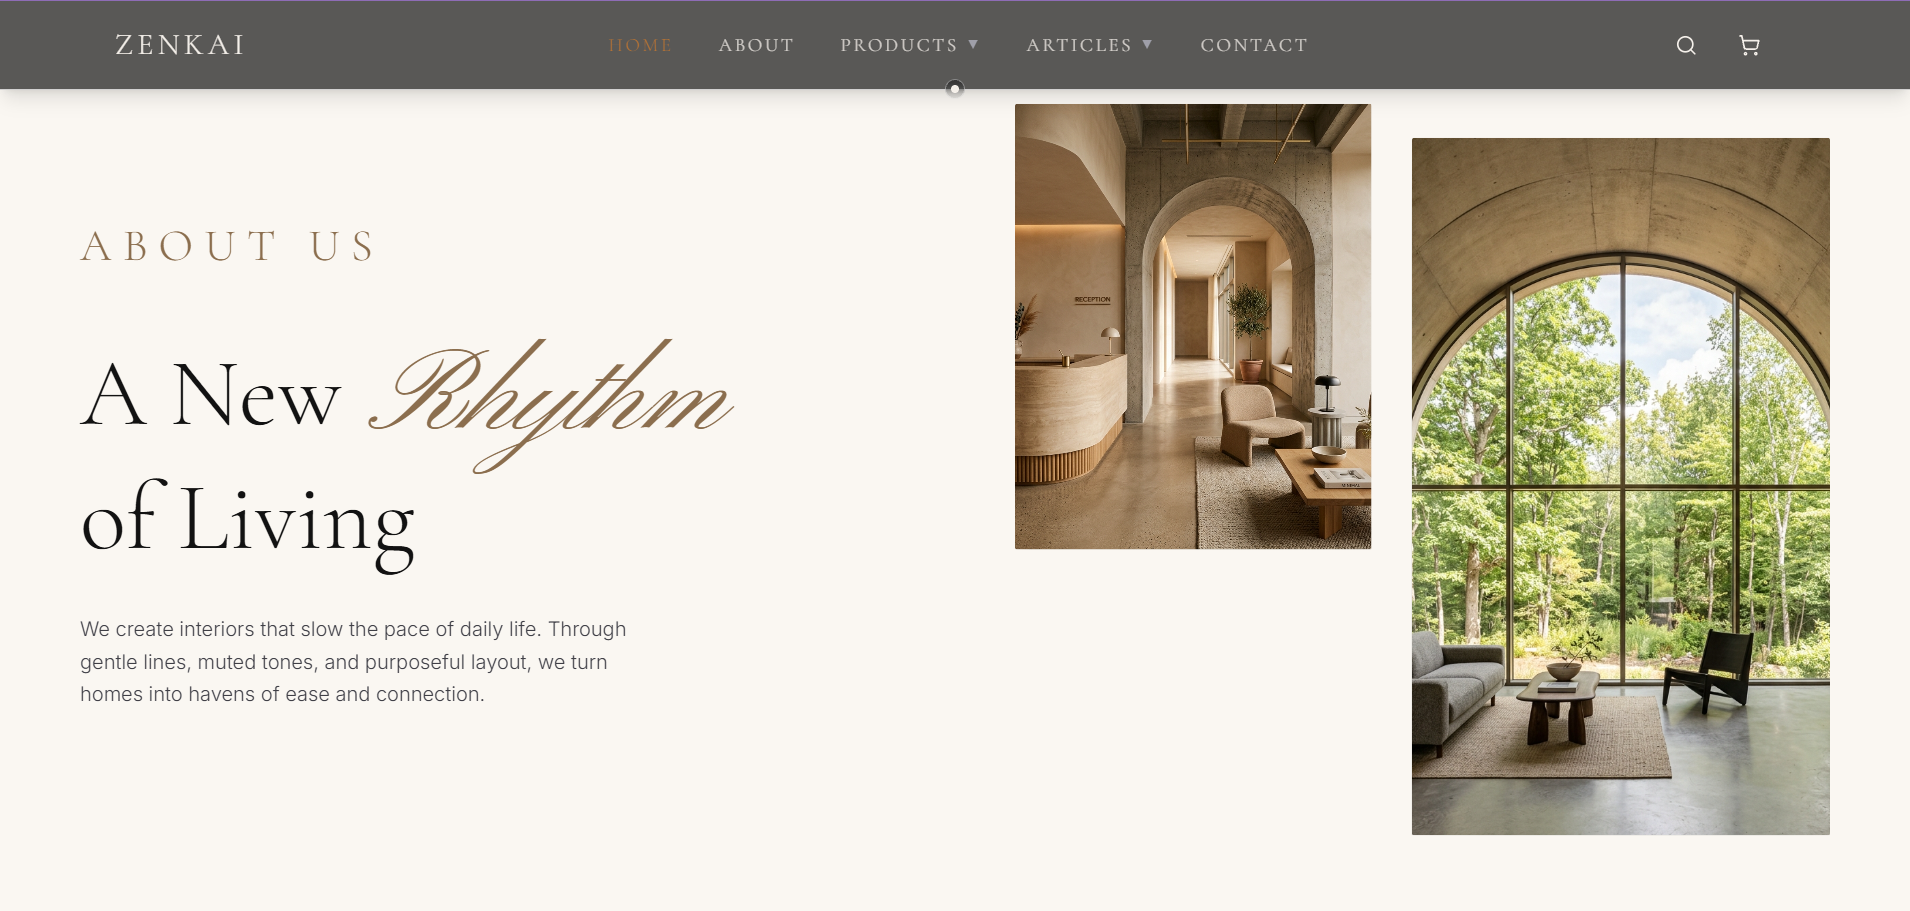 ZENKAI
HOME
ABOUT
PRODUCTS ▼
ARTICLES ▼
CONTACT
ABOUT US
A New Rhythm
of Living
We create interiors that slow the pace of daily life. Through
gentle lines, muted tones, and purposeful layout, we turn
homes into havens of ease and connection.
RECEPTION